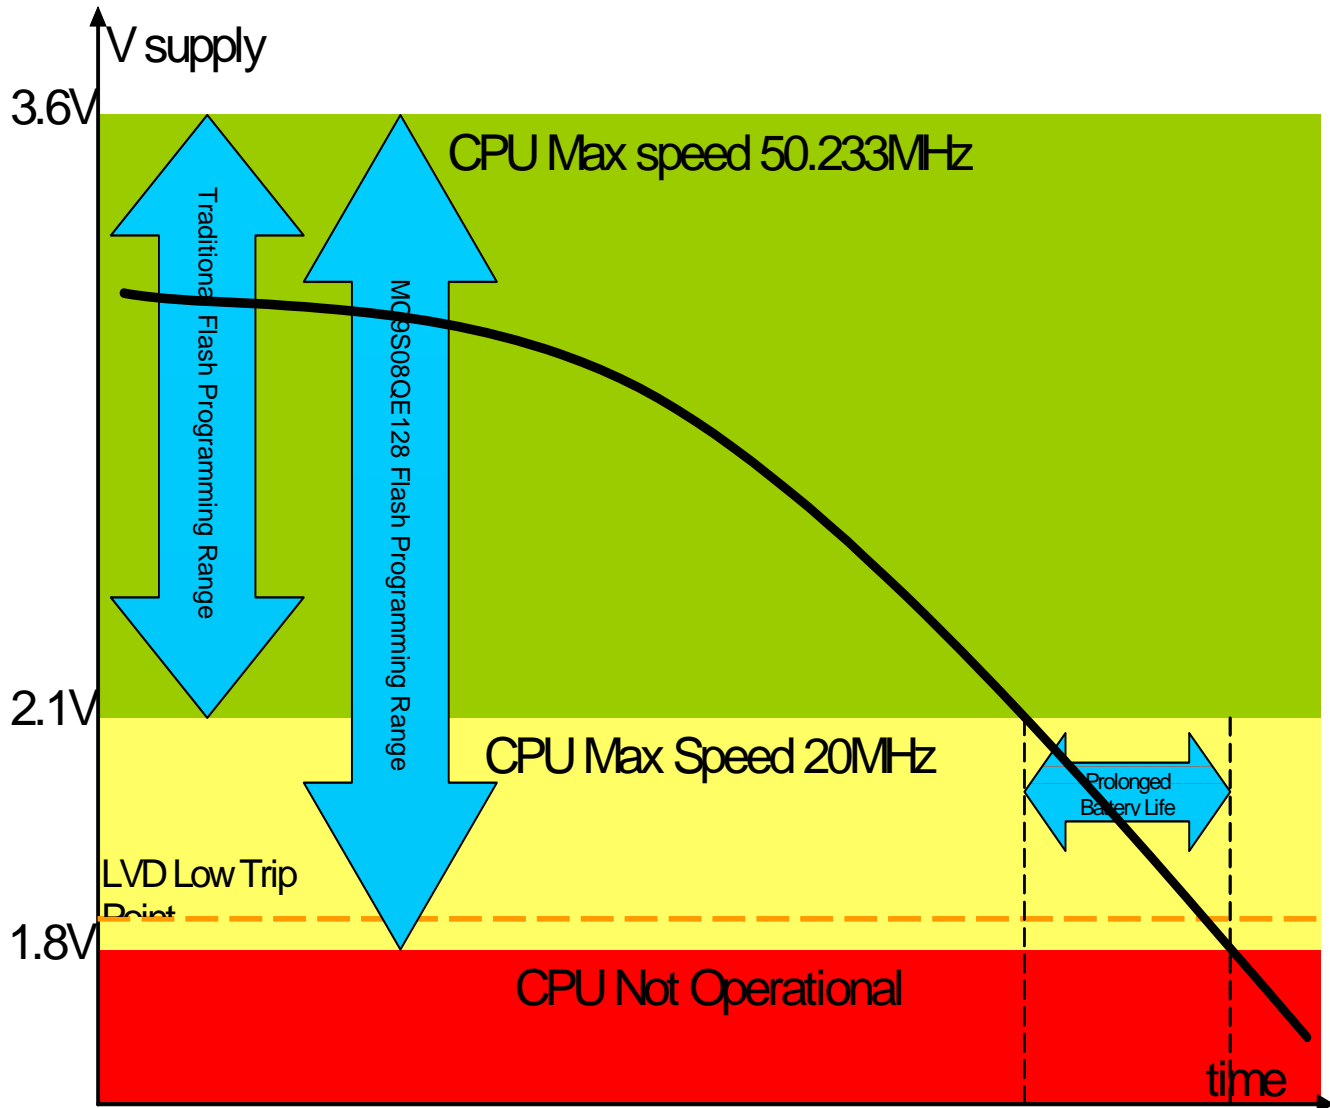 V supply
3.6V
CPU Max speed 50.233MHz
Traditional Flash Programming Range
MC9S08QE128 Flash Programming Range
2.1V
CPU Max Speed 20MHz
Prolonged
Battery Life
LVD Low Trip
Point
1.8V
CPU Not Operational
time